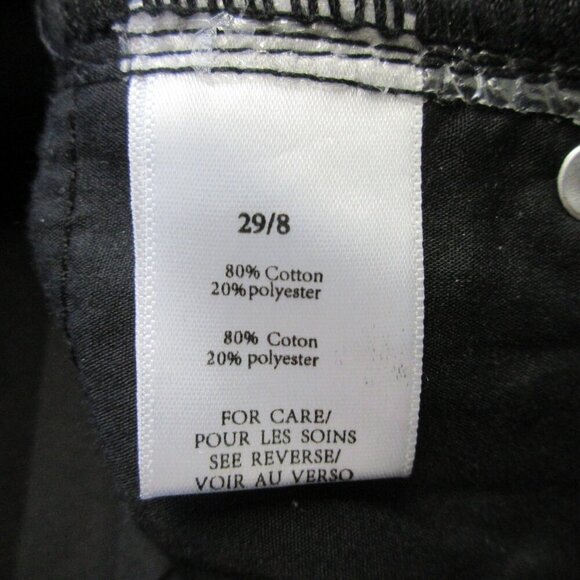 29/8
80% Cotton
20% polyester
80% Coton
20% polyester
FOR CARE/
POUR LES SOINS
SEE REVERSE/
VOIR AU VERSO